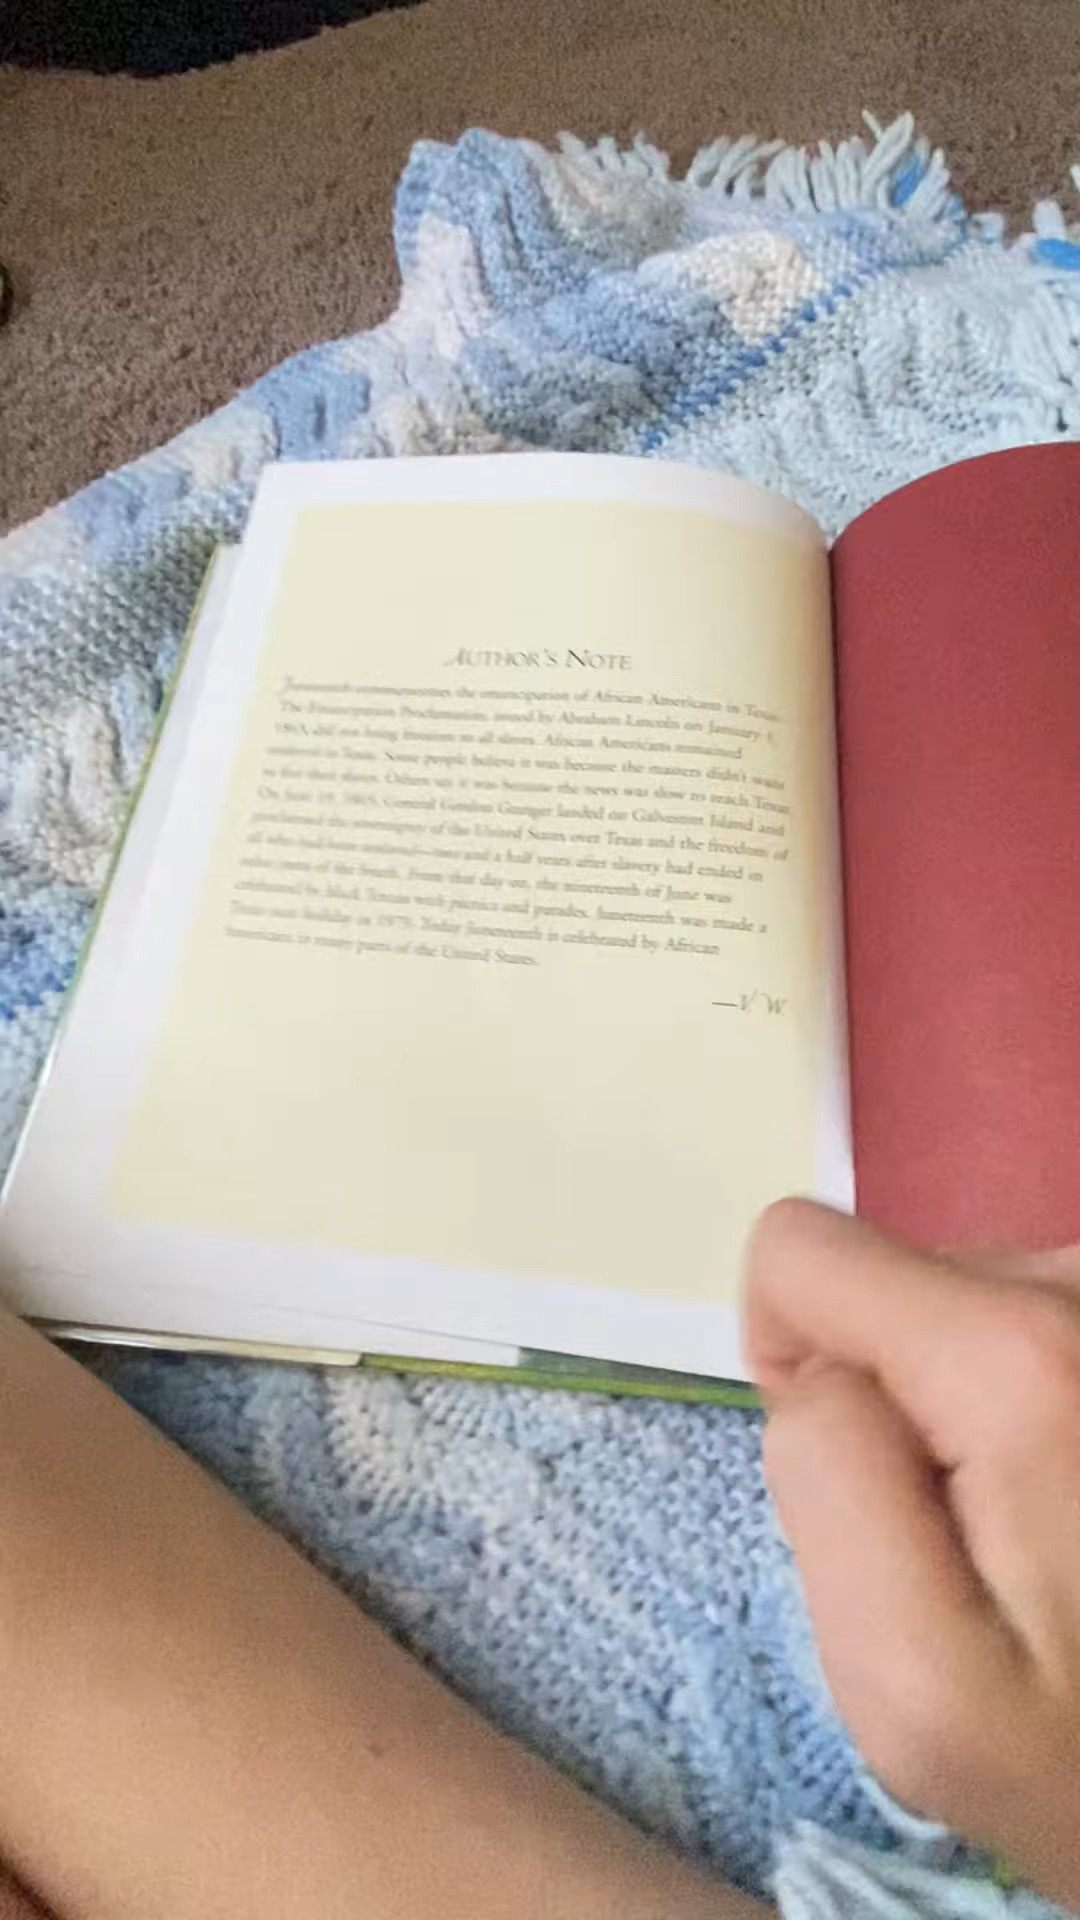 AUTHOR'S NOTE
Juneteenth commemorates the emancipation of African Americans in Texas.
The Emancipation Proclamation, issued by Abraham Lincoln on January 1,
1863, did not bring freedom to all slaves. African Americans remained
in Texas. Some people believe it was because the masters didn't want
to free their slaves. Others say it was because the news was slow to reach Texas.
On June 19, 1865, General Gordon Granger landed on Galveston Island and
proclaimed the sovereignty of the United States over Texas and the freedom of
all who had been enslaved—two and a half years after slavery had ended in
other parts of the South. From that day on, the nineteenth of June was
celebrated by black Texans with picnics and parades. Juneteenth was made a
Texas state holiday in 1979. Today Juneteenth is celebrated by African
Americans in many parts of the United States.
—V. W.